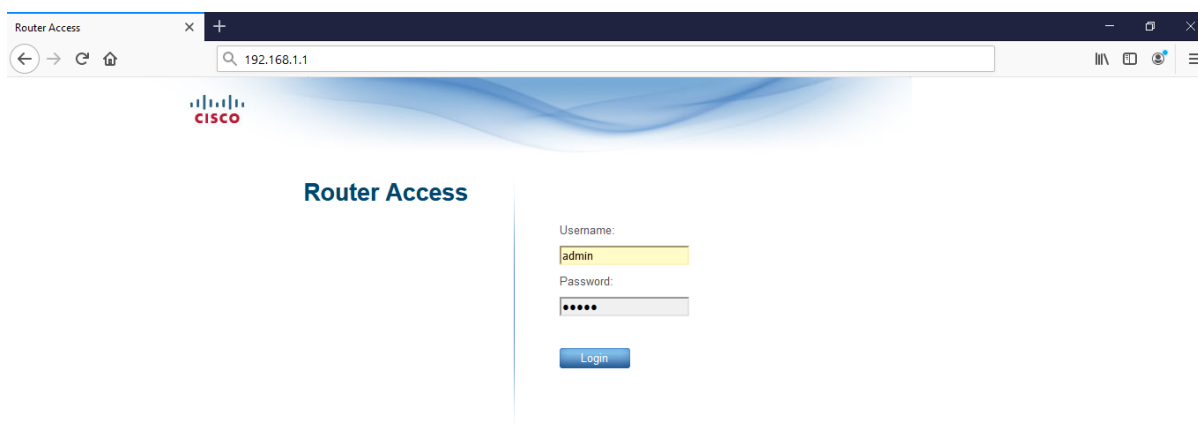 Router Access
192.168.1.1
CISCO
Router Access
Username:
admin
Password:
•••••
Login